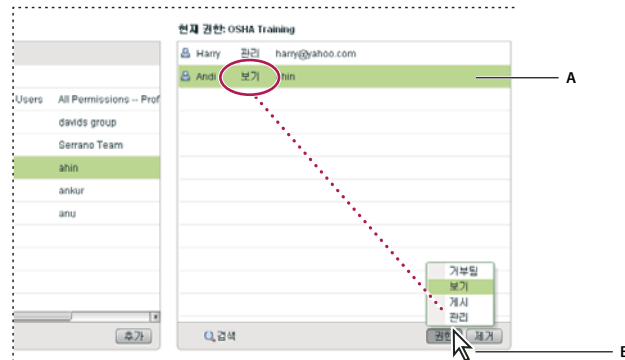 현재 권한: OSHA Training
Harry 관리 harry@yahoo.com
Andi 보기 hin
A
Users All Permissions -- Prof
davids group
Serrano Team
ahin
ankur
anu
거부됨
보기
게시
관리
추가
검색
권한
제거
B